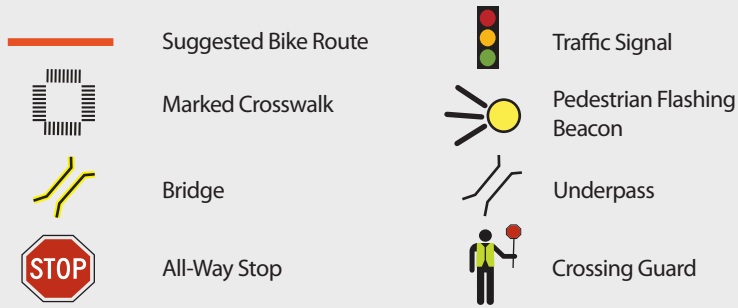 Suggested Bike Route
Traffic Signal
Marked Crosswalk
Pedestrian Flashing
Beacon
Bridge
Underpass
STOP
All-Way Stop
Crossing Guard